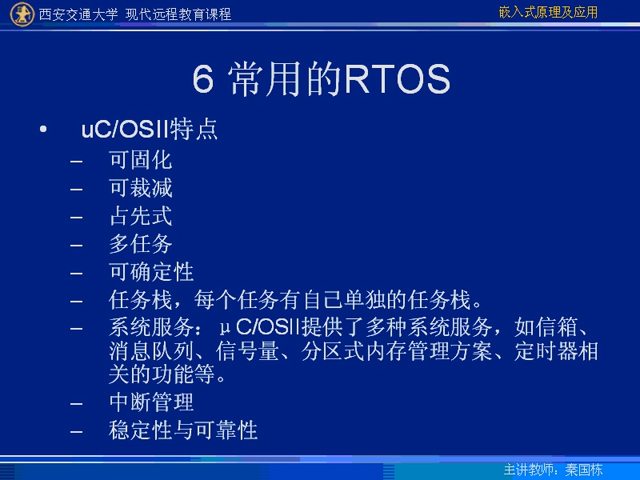 西安交通大学 现代远程教育课程
嵌入式原理及应用
6 常用的RTOS
• uC/OSII特点
– 可固化
– 可裁减
– 占先式
– 多任务
– 可确定性
– 任务栈，每个任务有自己单独的任务栈。
– 系统服务：μC/OSII提供了多种系统服务，如信箱、
消息队列、信号量、分区式内存管理方案、定时器相
关的功能等。
– 中断管理
– 稳定性与可靠性
主讲教师：秦国栋